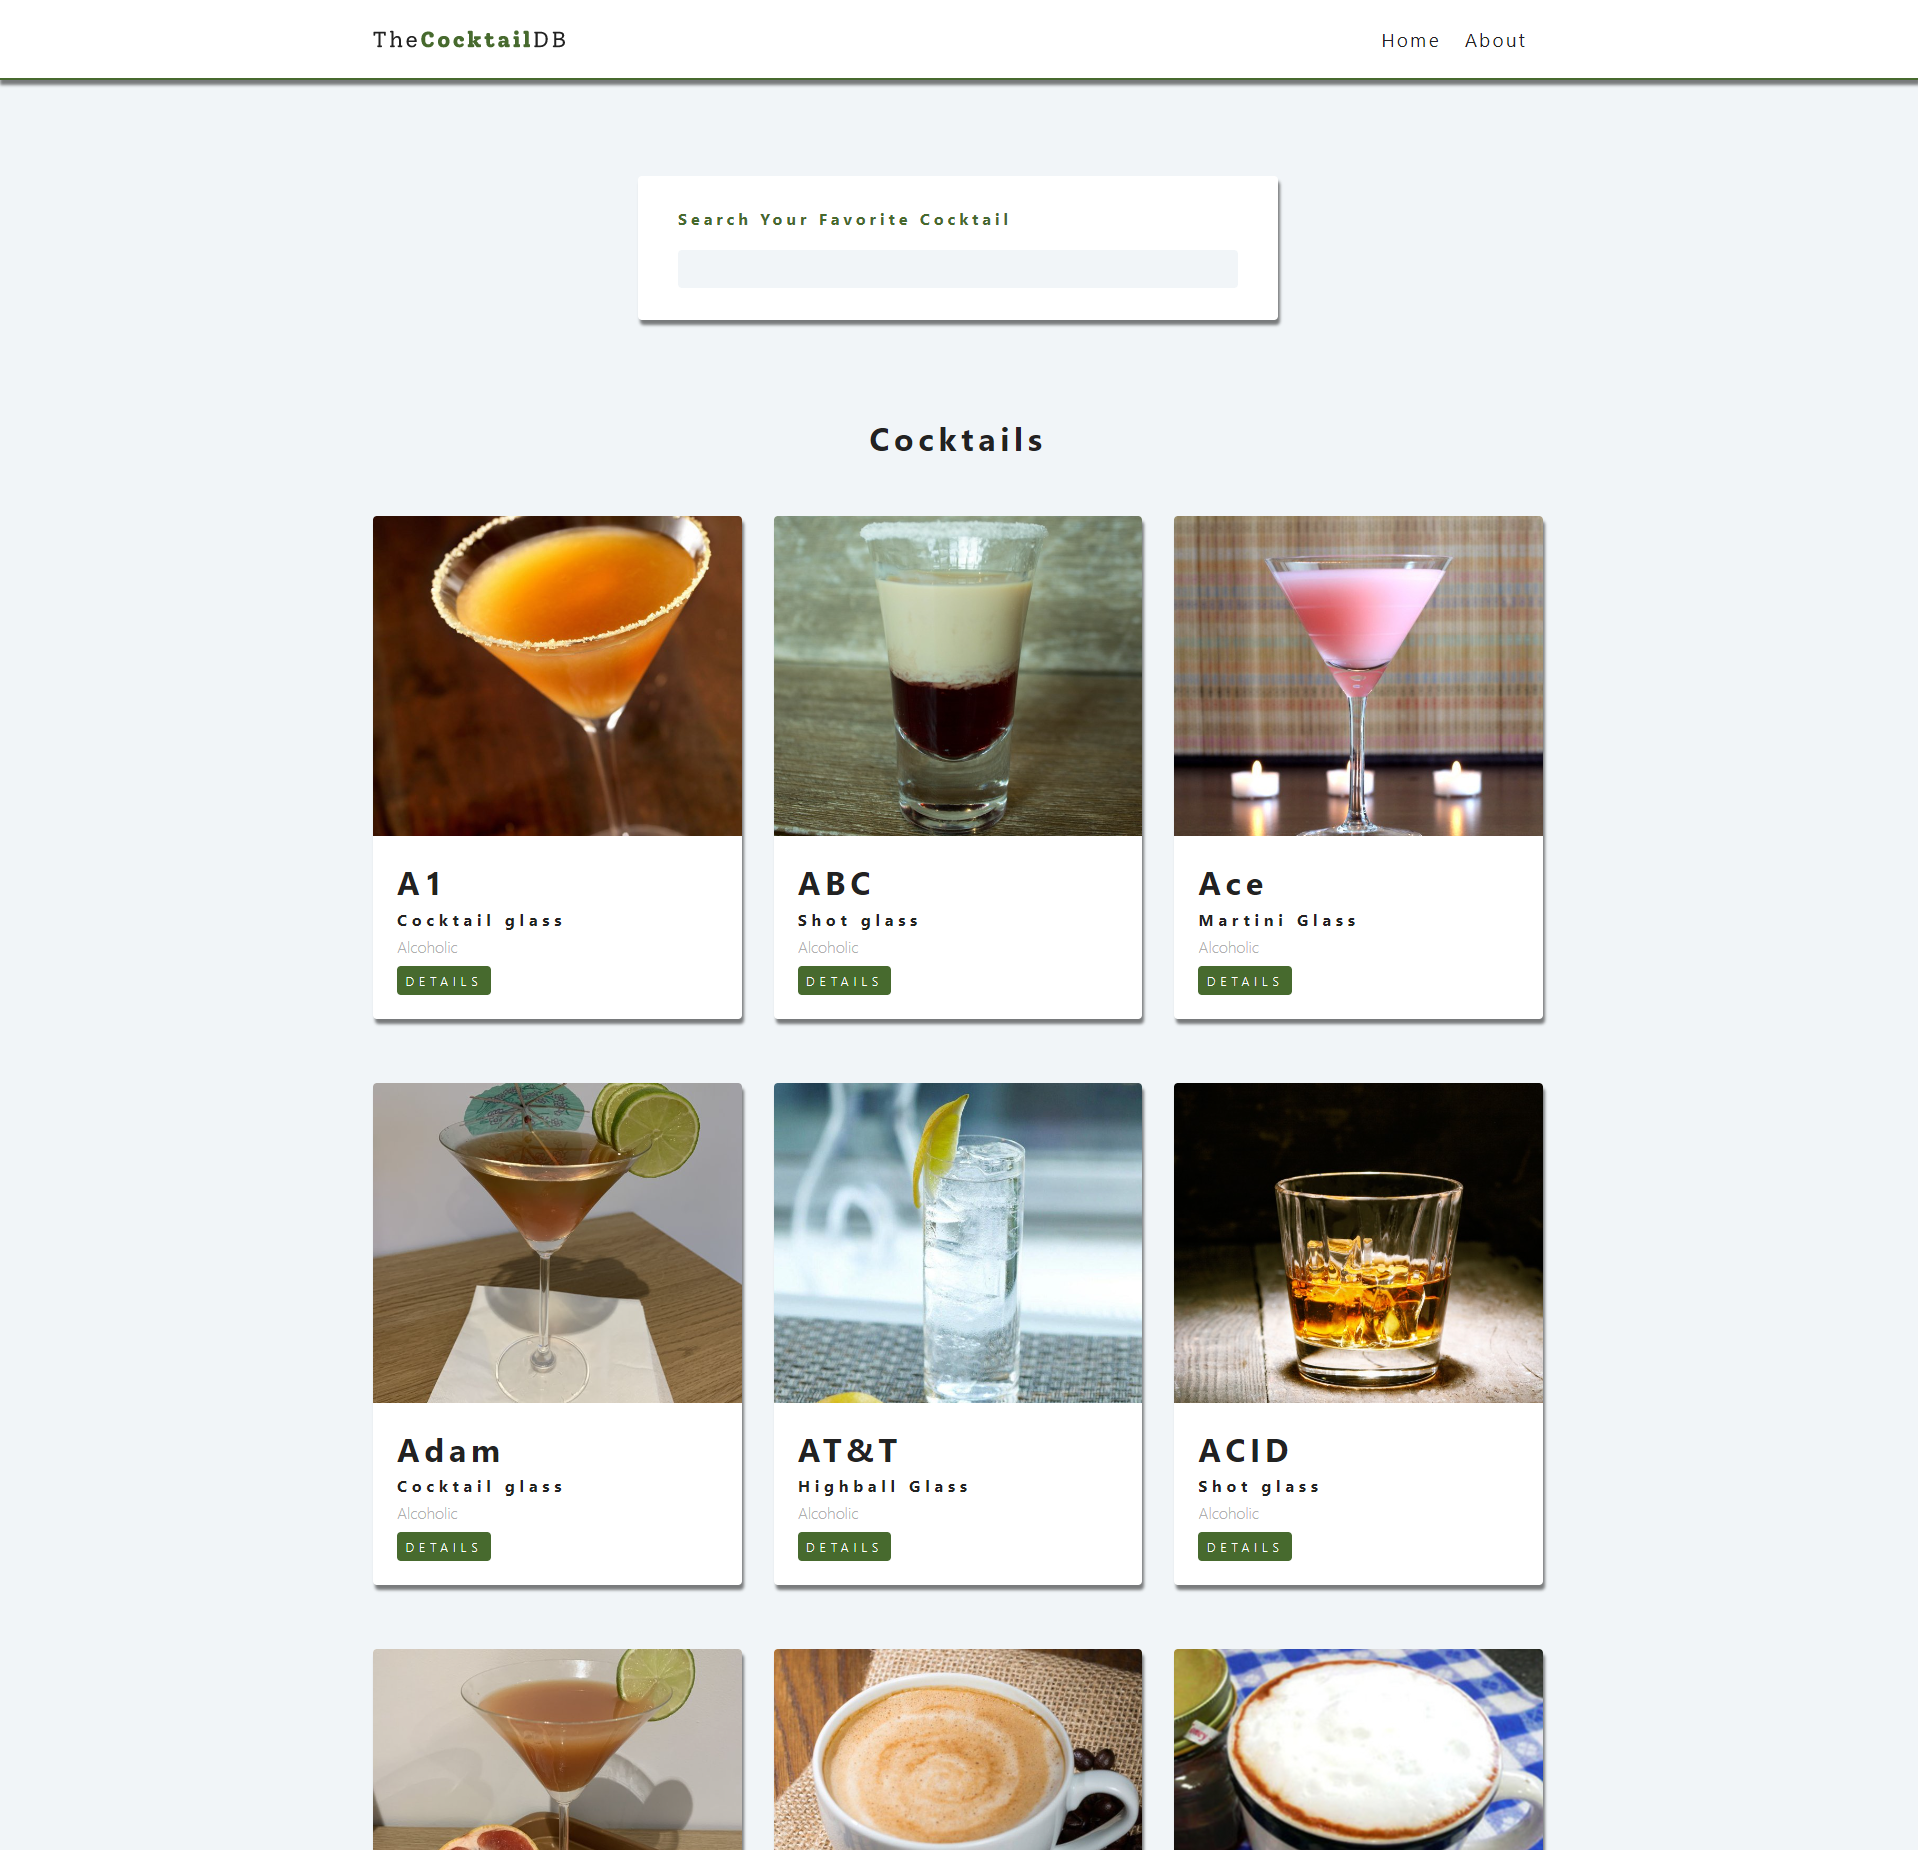 TheCocktailDB
Home About
Search Your Favorite Cocktail
Cocktails
A1
Cocktail glass
Alcoholic
DETAILS
ABC
Shot glass
Alcoholic
DETAILS
Ace
Martini Glass
Alcoholic
DETAILS
Adam
Cocktail glass
Alcoholic
DETAILS
AT&T
Highball Glass
Alcoholic
DETAILS
ACID
Shot glass
Alcoholic
DETAILS